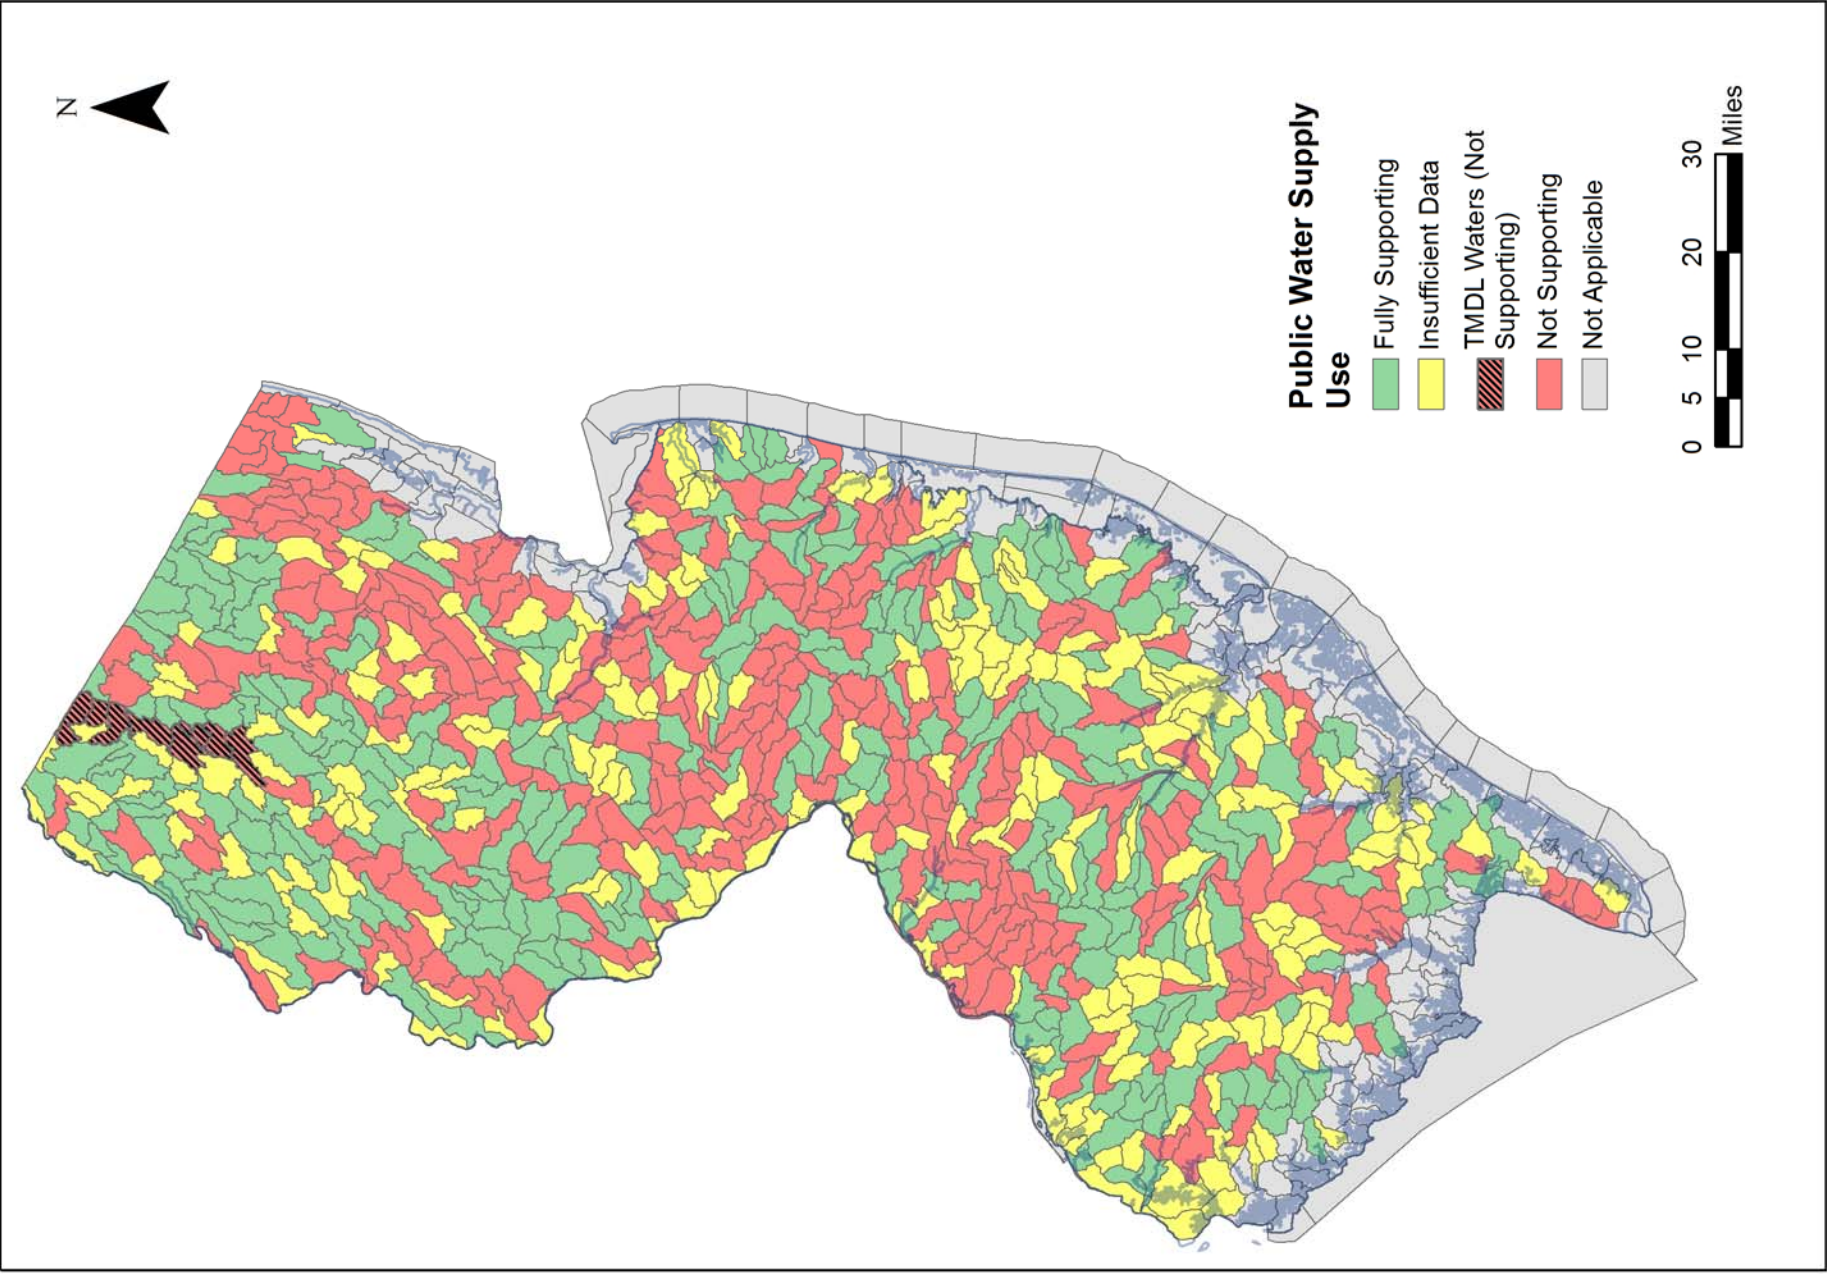 N
Public Water Supply
Use
Fully Supporting
Insufficient Data
TMDL Waters (Not
Supporting)
Not Supporting
Not Applicable
0 5 10 20 30
Miles